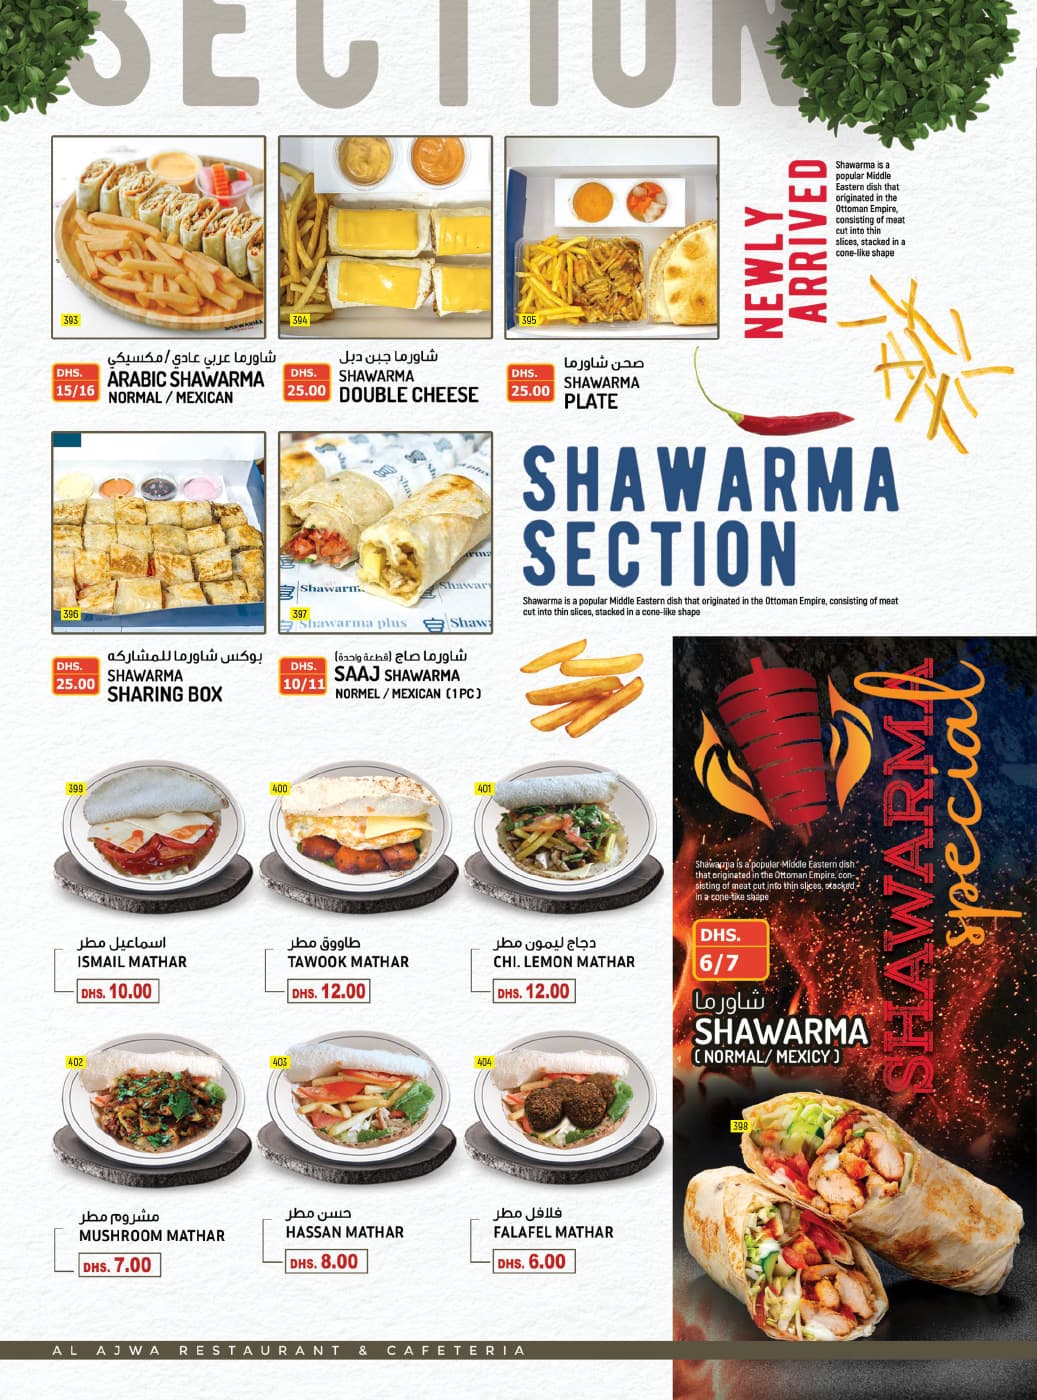 SECTION
NEWLY
ARRIVED
Shawarma is a
popular Middle
Eastern dish that
originated in the
Ottoman Empire,
consisting of meat
cut into thin
slices, stacked in a
cone-like shape
393
394
395
DHS.
15/16
شاورما عربي عادي/مكسيكي
ARABIC SHAWARMA
NORMAL / MEXICAN
DHS.
25.00
شاورما جبن دبل
SHAWARMA
DOUBLE CHEESE
DHS.
25.00
صحن شاورما
SHAWARMA
PLATE
SHAWARMA
SECTION
Shawarma is a popular Middle Eastern dish that originated in the Ottoman Empire, consisting of meat
cut into thin slices, stacked in a cone-like shape
396
397
Shawarma plus
DHS.
25.00
بوكس شاورما للمشاركه
SHAWARMA
SHARING BOX
DHS.
10/11
شاورما صاج (قطعة واحدة)
SAAJ SHAWARMA
NORMEL / MEXICAN (1 PC)
399
اسماعيل مطر
ISMAIL MATHAR
DHS. 10.00
400
طاووق مطر
TAWOOK MATHAR
DHS. 12.00
401
دجاج ليمون مطر
CHI. LEMON MATHAR
DHS. 12.00
402
مشروم مطر
MUSHROOM MATHAR
DHS. 7.00
403
حسن مطر
HASSAN MATHAR
DHS. 8.00
404
فلافل مطر
FALAFEL MATHAR
DHS. 6.00
SHAWARMA
special
Shawarma is a popular Middle Eastern dish
that originated in the Ottoman Empire, con-
sisting of meat cut into thin slices, stacked
in a cone-like shape
DHS.
6/7
شاورما
SHAWARMA
( NORMAL/ MEXICY )
398
AL AJWA RESTAURANT & CAFETERIA